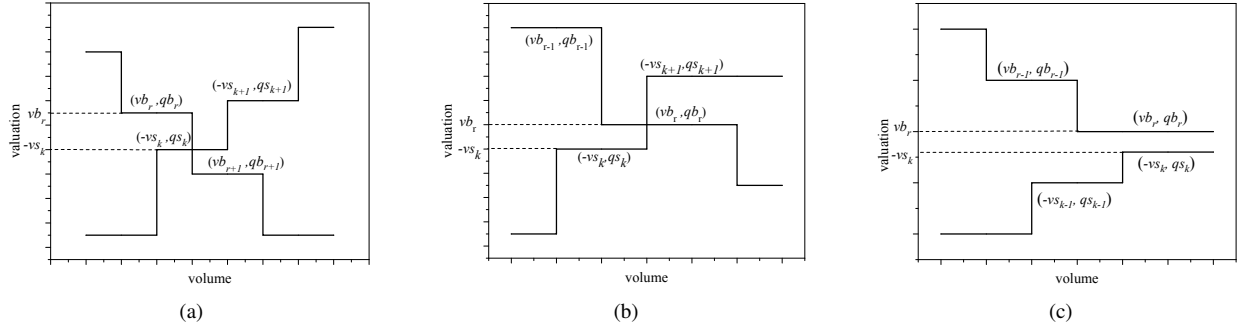 (vb_r ,qb_r)
(-vs_{k+1} ,qs_{k+1})
vb_r
(-vs_k ,qs_k)
-vs_k
(vb_{r+1} ,qb_{r+1})
valuation
volume
(a)
(vb_{r-1} ,qb_{r-1})
(-vs_{k+1},qs_{k+1})
vb_r
(vb_r ,qb_r)
-vs_k
(-vs_k,qs_k)
valuation
volume
(b)
(vb_{r-1}, qb_{r-1})
vb_r
(vb_r, qb_r)
-vs_k
(-vs_k, qs_k)
(-vs_{k-1}, qs_{k-1})
valuation
volume
(c)